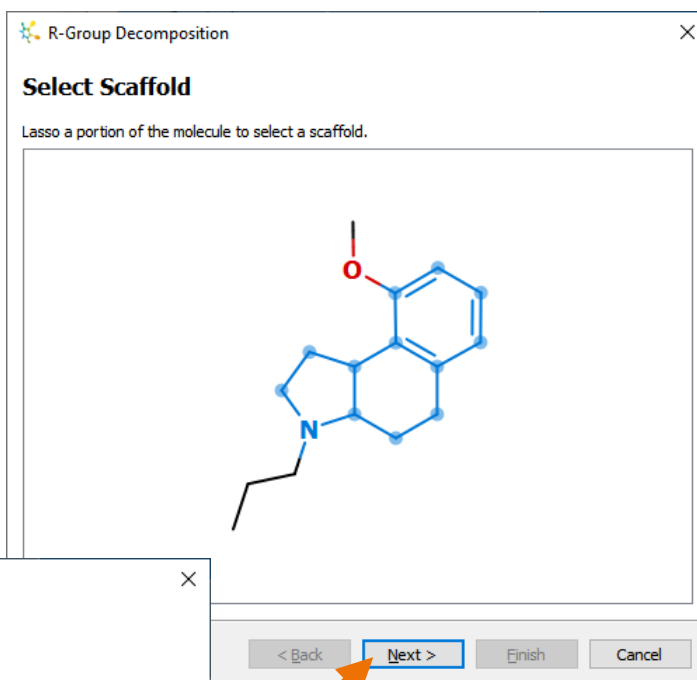 R-Group Decomposition
Select Scaffold
Lasso a portion of the molecule to select a scaffold.
O
N
< Back Next > Finish Cancel